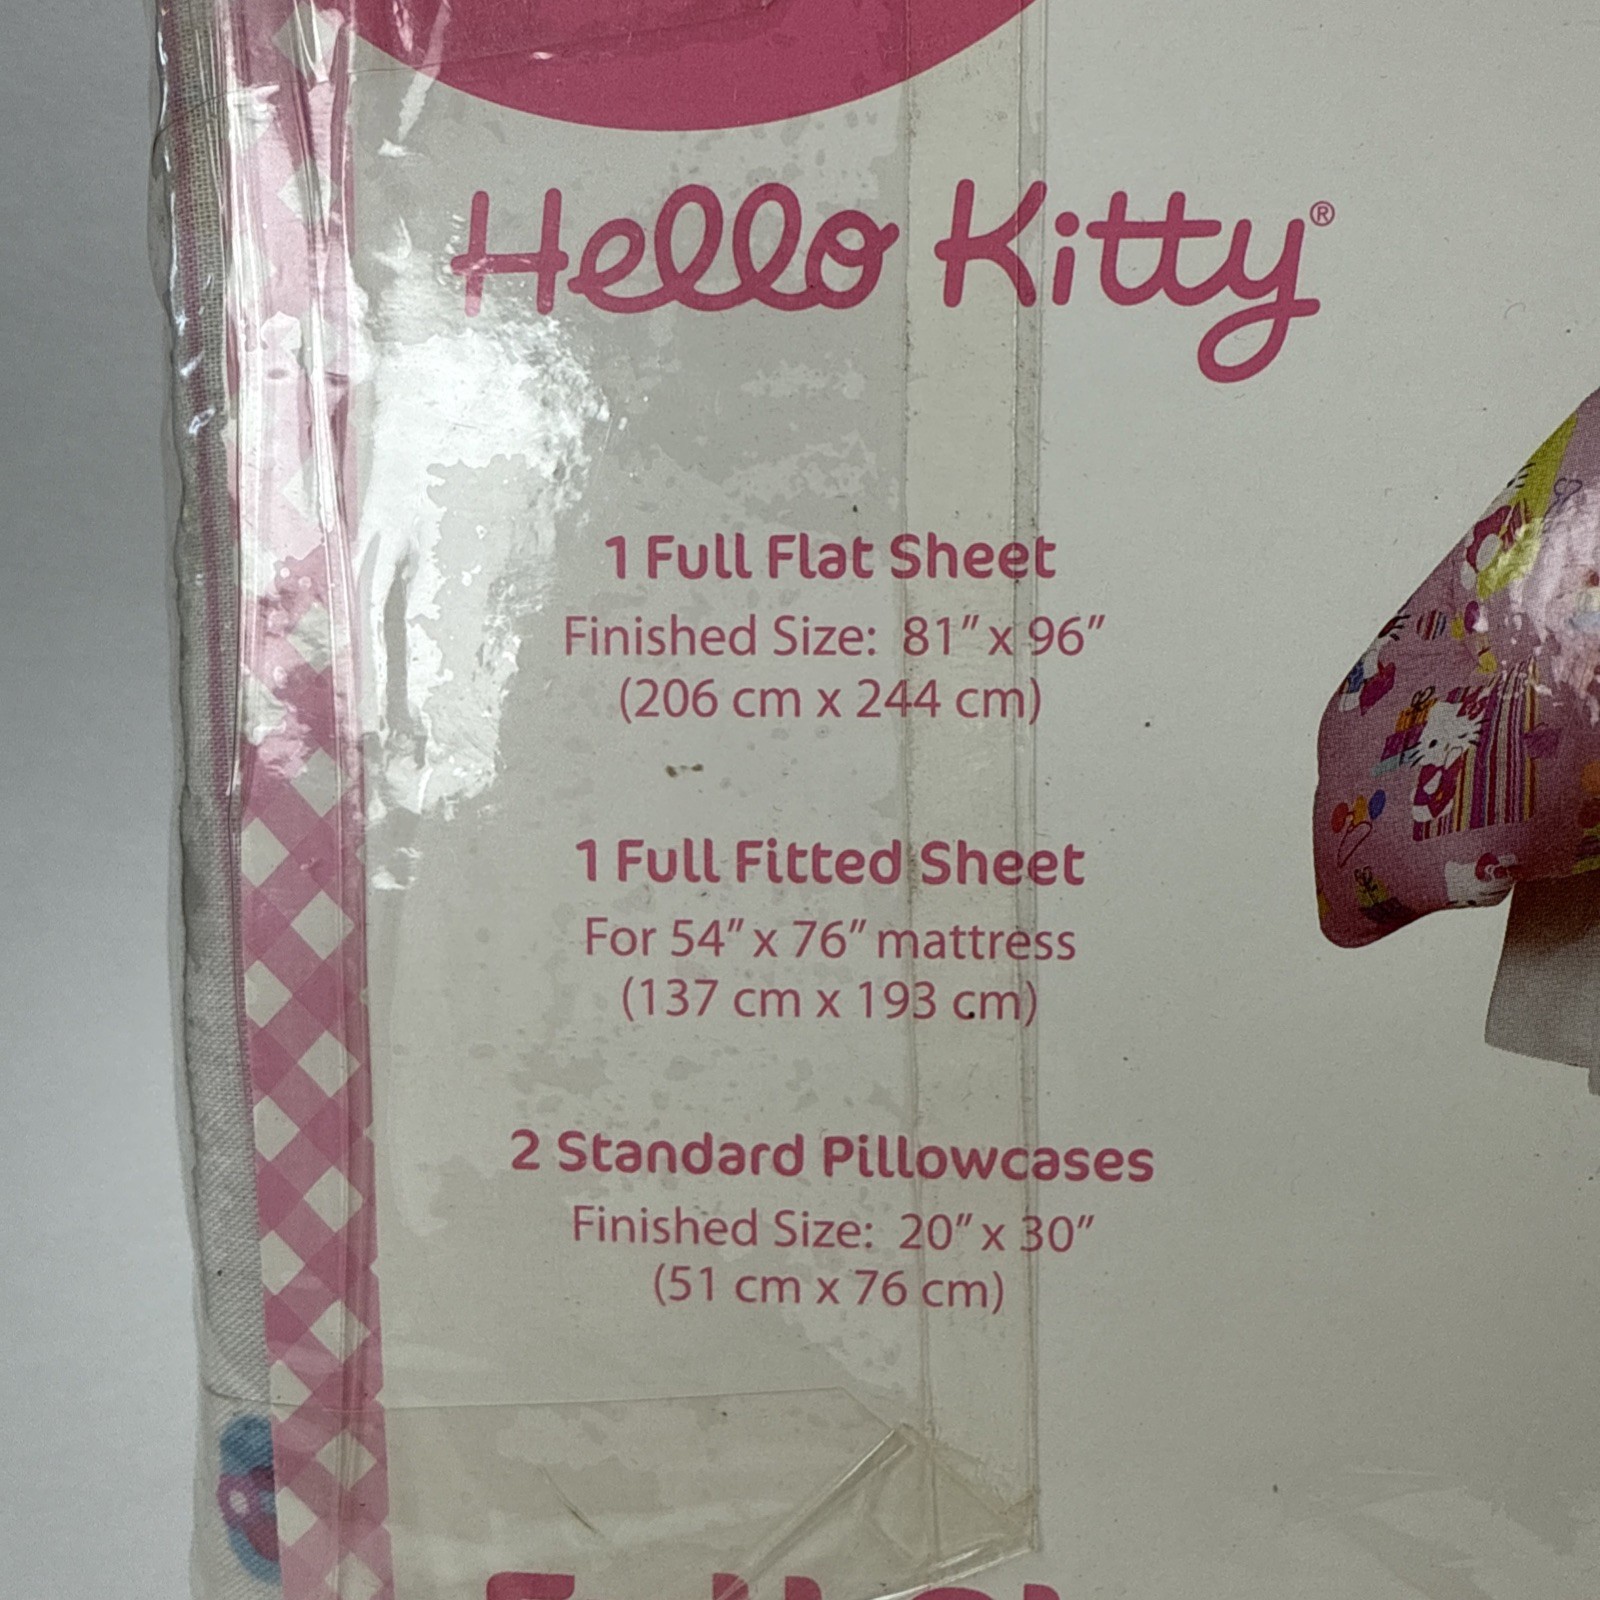 Hello Kitty®
1 Full Flat Sheet
Finished Size: 81" x 96"
(206 cm x 244 cm)
1 Full Fitted Sheet
For 54" x 76" mattress
(137 cm x 193 cm)
2 Standard Pillowcases
Finished Size: 20" x 30"
(51 cm x 76 cm)